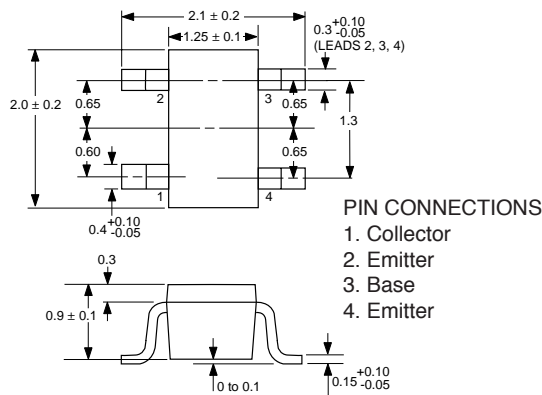 2.1 ± 0.2
1.25 ± 0.1
0.3 +0.10 -0.05
(LEADS 2, 3, 4)
2
3
2.0 ± 0.2
0.65
0.65
1.3
0.60
0.65
1
4
0.4 +0.10 -0.05
PIN CONNECTIONS
1. Collector
2. Emitter
3. Base
4. Emitter
0.3
0.9 ± 0.1
0 to 0.1
0.15 +0.10 -0.05